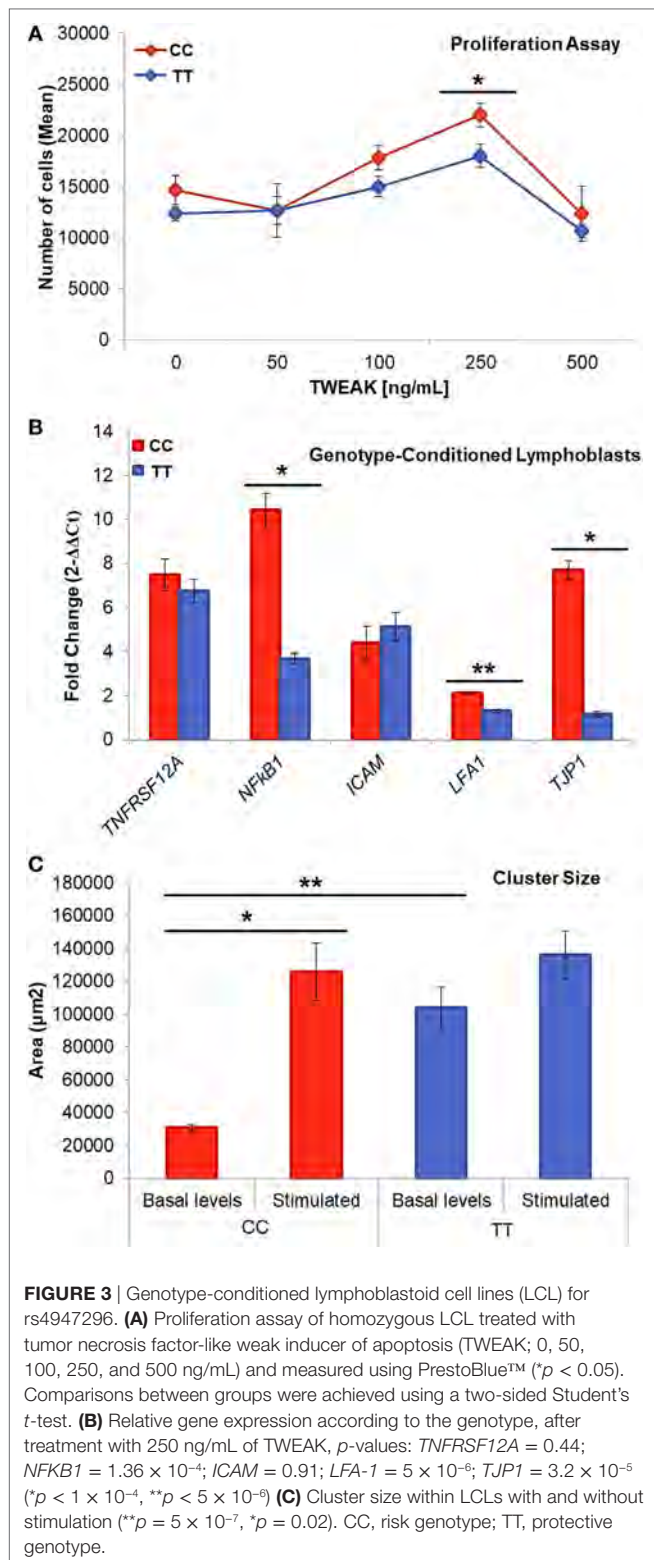 A
CC
TT
Proliferation Assay
*
30000
25000
20000
15000
10000
5000
0
Number of cells (Mean)
0 50 100 250 500
TWEAK [ng/mL]
B
CC
TT
Genotype-Conditioned Lymphoblasts
14
12
10
8
6
4
2
0
Fold Change (2-ΔΔCt)
*
**
*
TNFRSF12A NFkB1 ICAM LFA1 TJP1
C
Cluster Size
**
*
180000
160000
140000
120000
100000
80000
60000
40000
20000
0
Area (µm2)
Basal levels Stimulated Basal levels Stimulated
CC TT
FIGURE 3 | Genotype-conditioned lymphoblastoid cell lines (LCL) for
rs4947296. (A) Proliferation assay of homozygous LCL treated with
tumor necrosis factor-like weak inducer of apoptosis (TWEAK; 0, 50,
100, 250, and 500 ng/mL) and measured using PrestoBlue™ (*p < 0.05).
Comparisons between groups were achieved using a two-sided Student's
t-test. (B) Relative gene expression according to the genotype, after
treatment with 250 ng/mL of TWEAK, p-values: TNFRSF12A = 0.44;
NFKB1 = 1.36 × 10⁻⁴; ICAM = 0.91; LFA-1 = 5 × 10⁻⁶; TJP1 = 3.2 × 10⁻⁵
(*p < 1 × 10⁻⁴, **p < 5 × 10⁻⁶) (C) Cluster size within LCLs with and without
stimulation (**p = 5 × 10⁻⁷, *p = 0.02). CC, risk genotype; TT, protective
genotype.